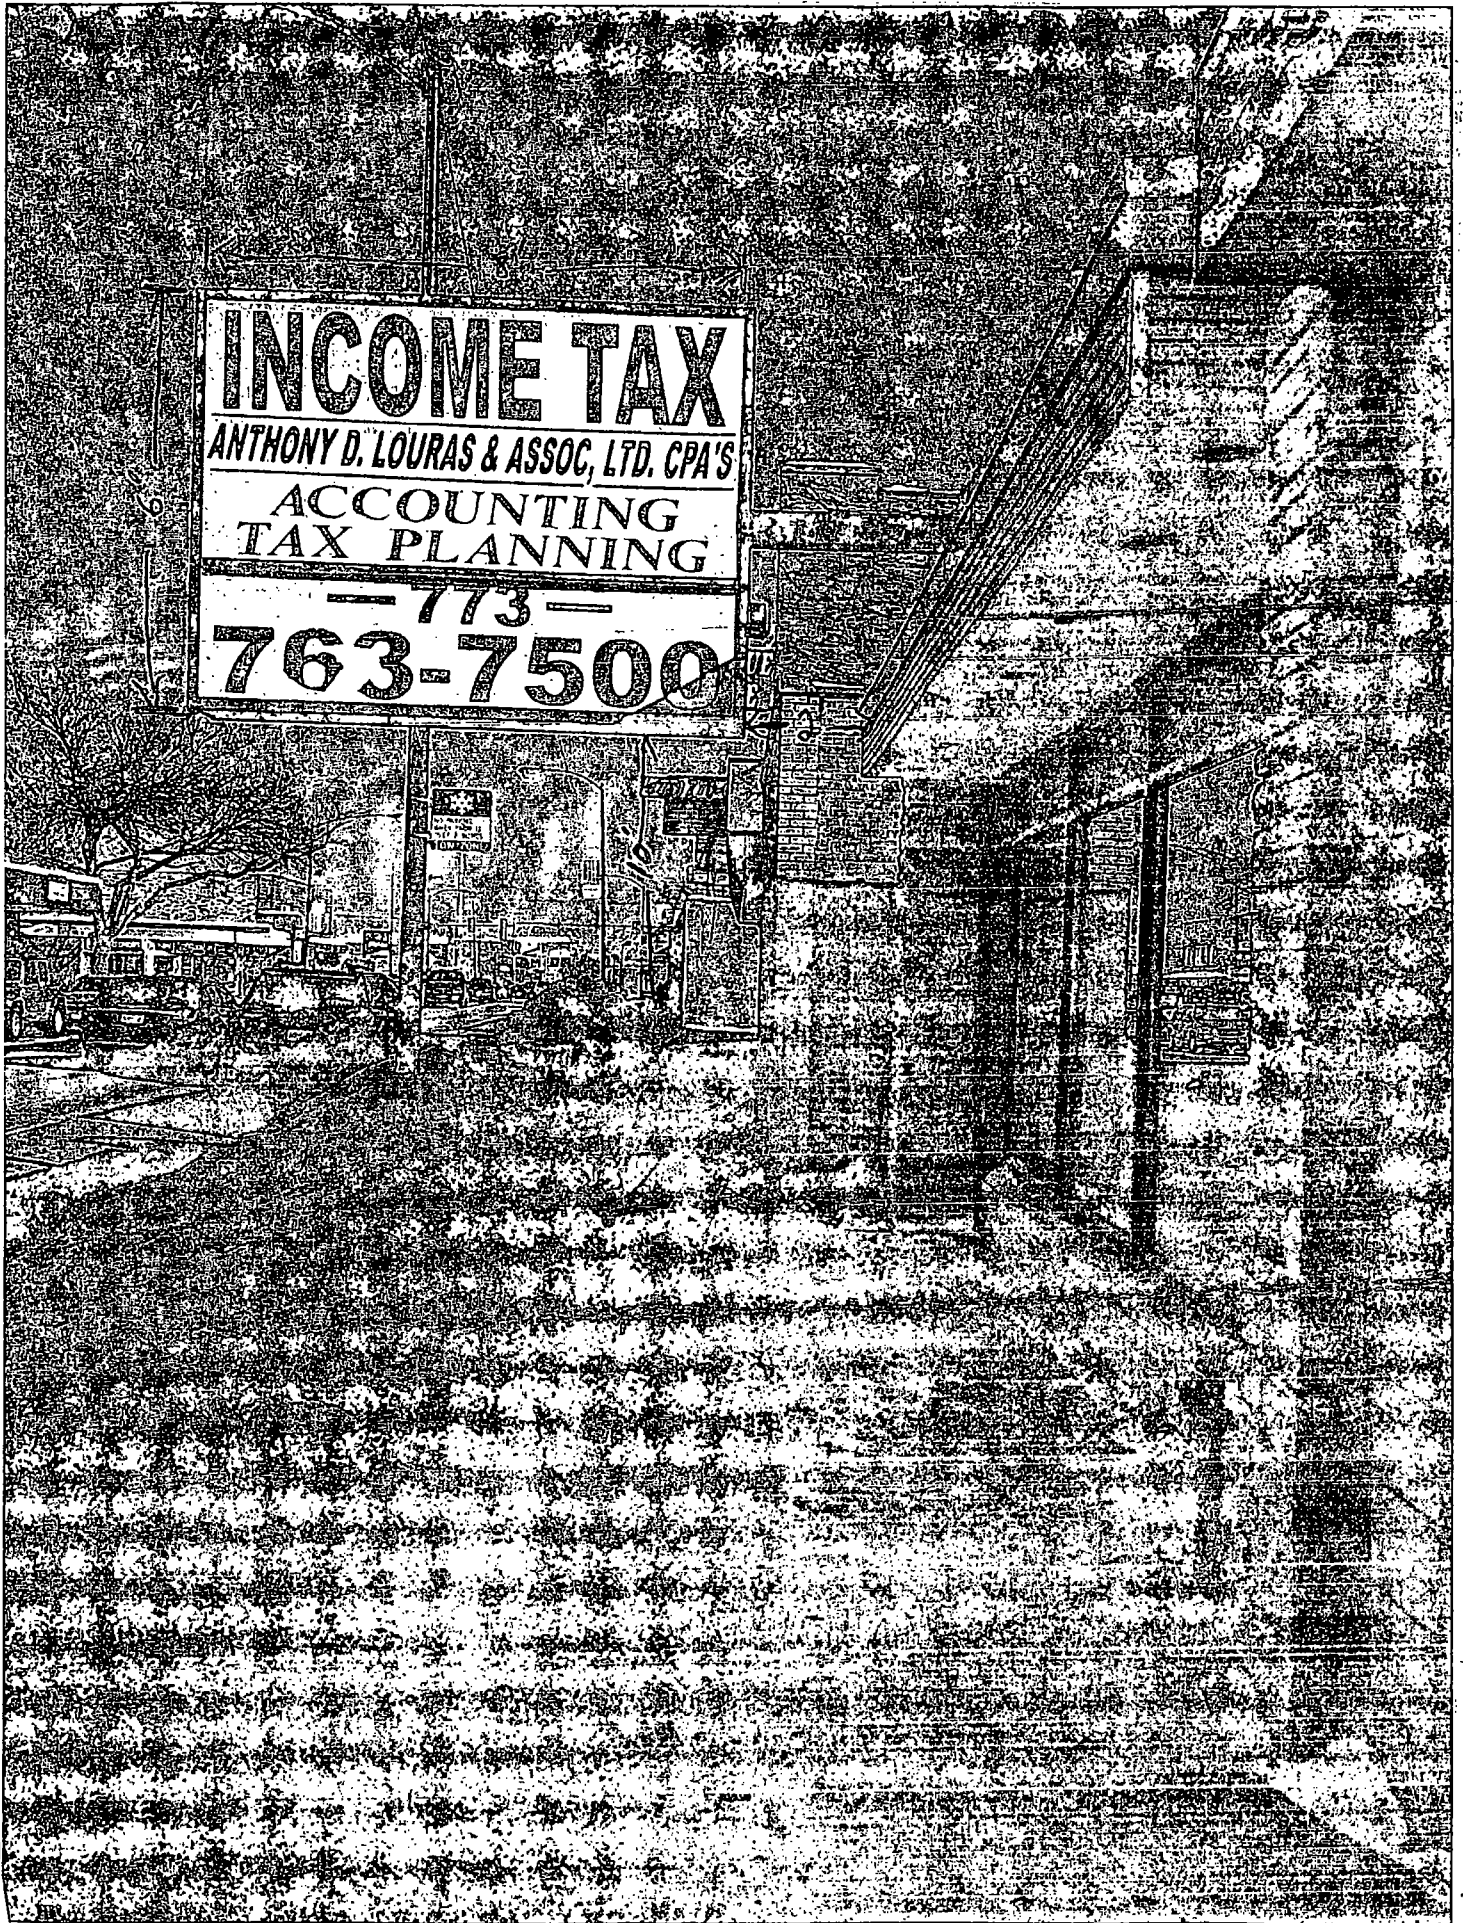 INCOME TAX
ANTHONY D. LOURAS & ASSOC, LTD. CPA'S
ACCOUNTING
TAX PLANNING
— 773 —
763-7500